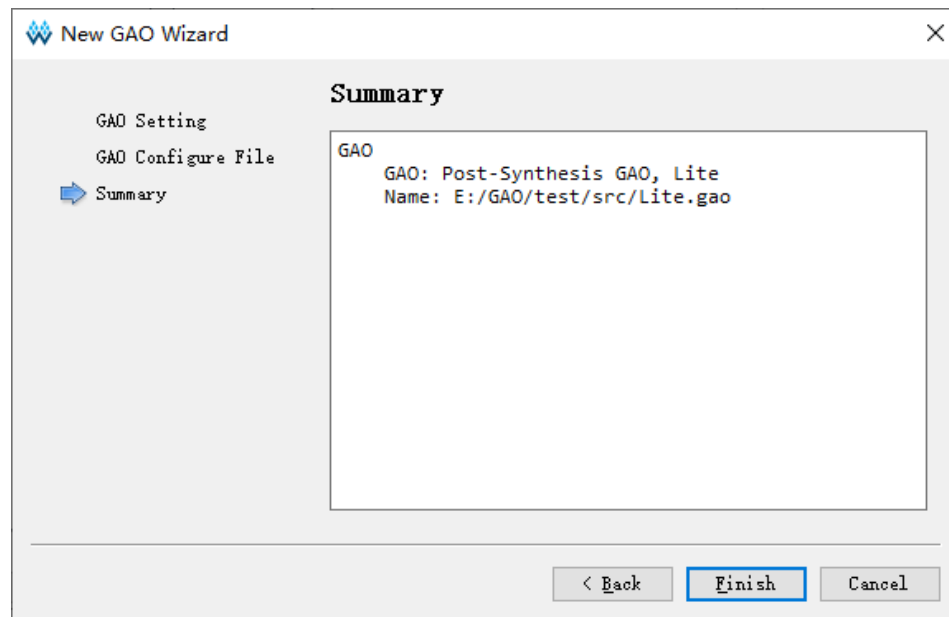 New GAO Wizard
GAO Setting
GAO Configure File
Summary
Summary
GAO
GAO: Post-Synthesis GAO, Lite
Name: E:/GAO/test/src/Lite.gao
< Back
Finish
Cancel